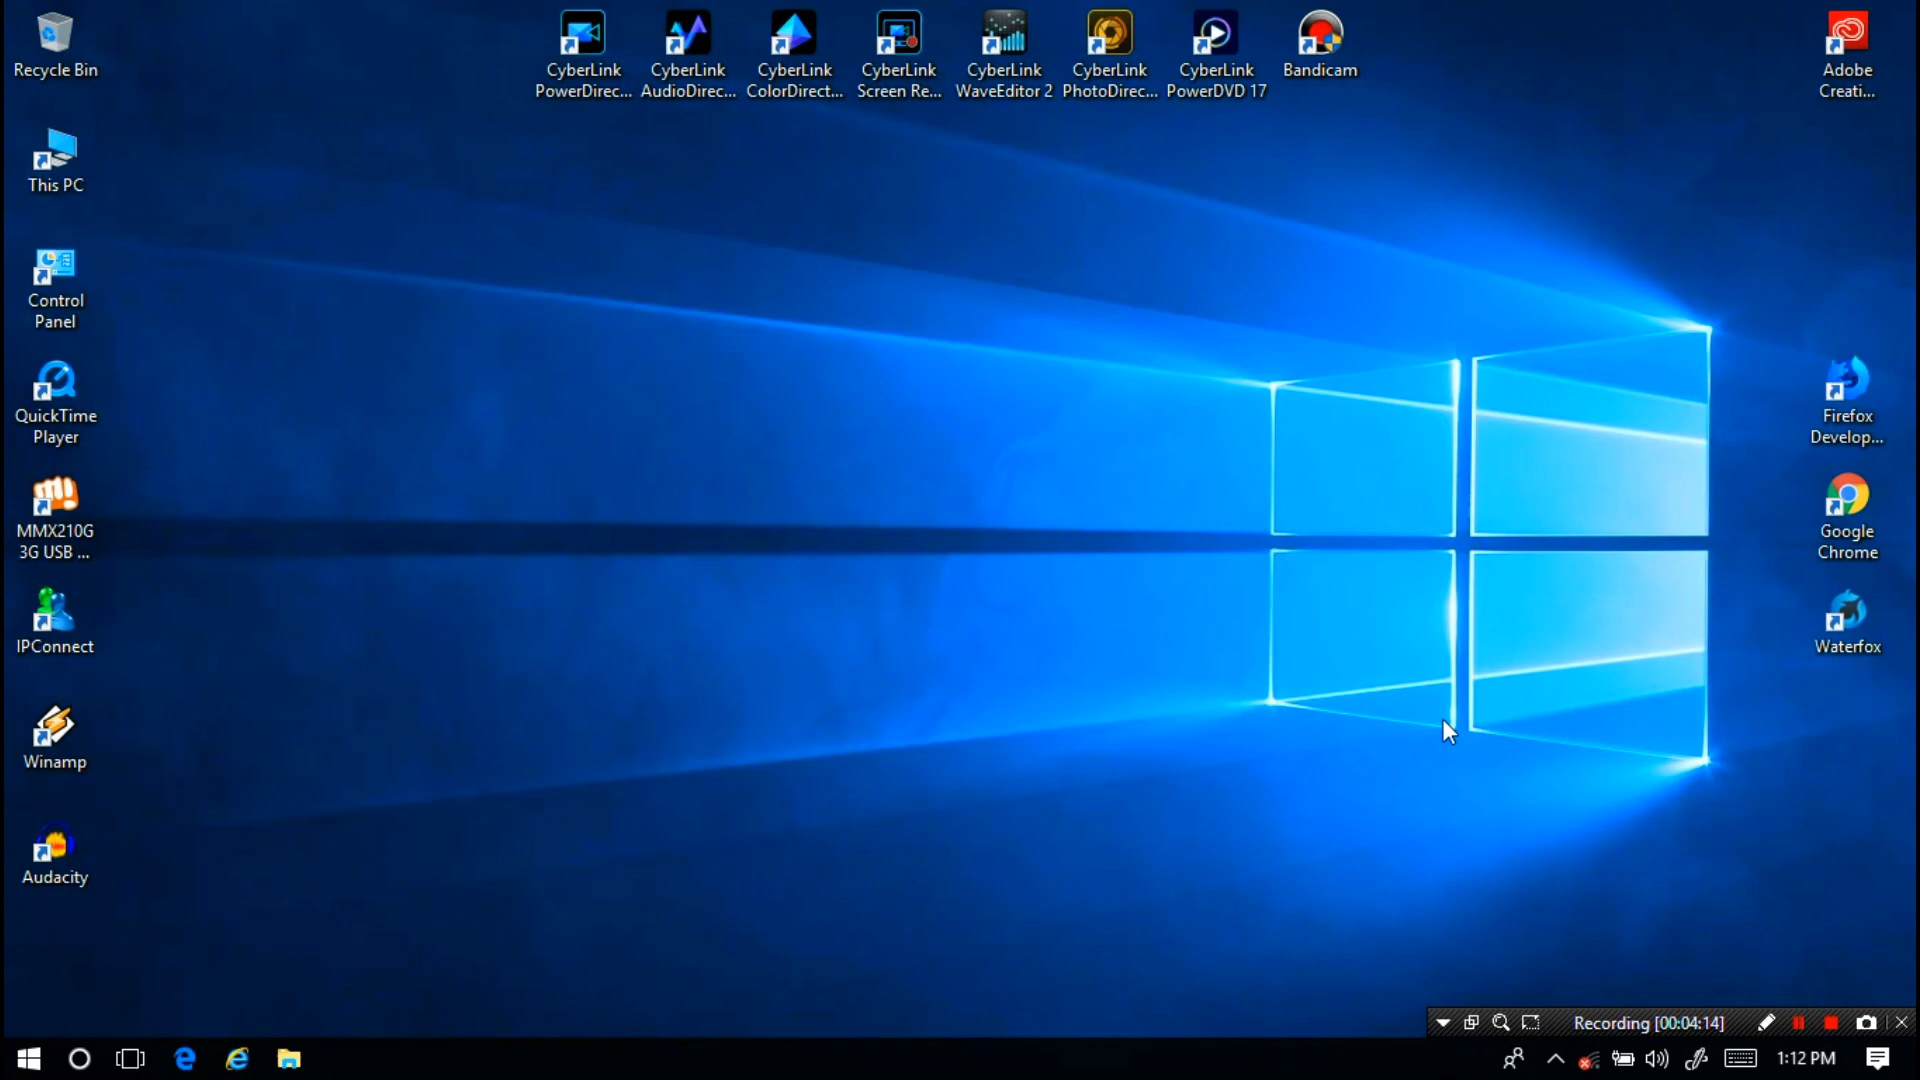 Recycle Bin
This PC
Control
Panel
QuickTime
Player
MMX210G
3G USB ...
IPConnect
Winamp
Audacity
CyberLink
PowerDirec...
CyberLink
AudioDirec...
CyberLink
ColorDirect...
CyberLink
Screen Re...
CyberLink
WaveEditor 2
CyberLink
PhotoDirec...
CyberLink
PowerDVD 17
Bandicam
Adobe
Creati...
Firefox
Develop...
Google
Chrome
Waterfox
Recording [00:04:14]
1:12 PM